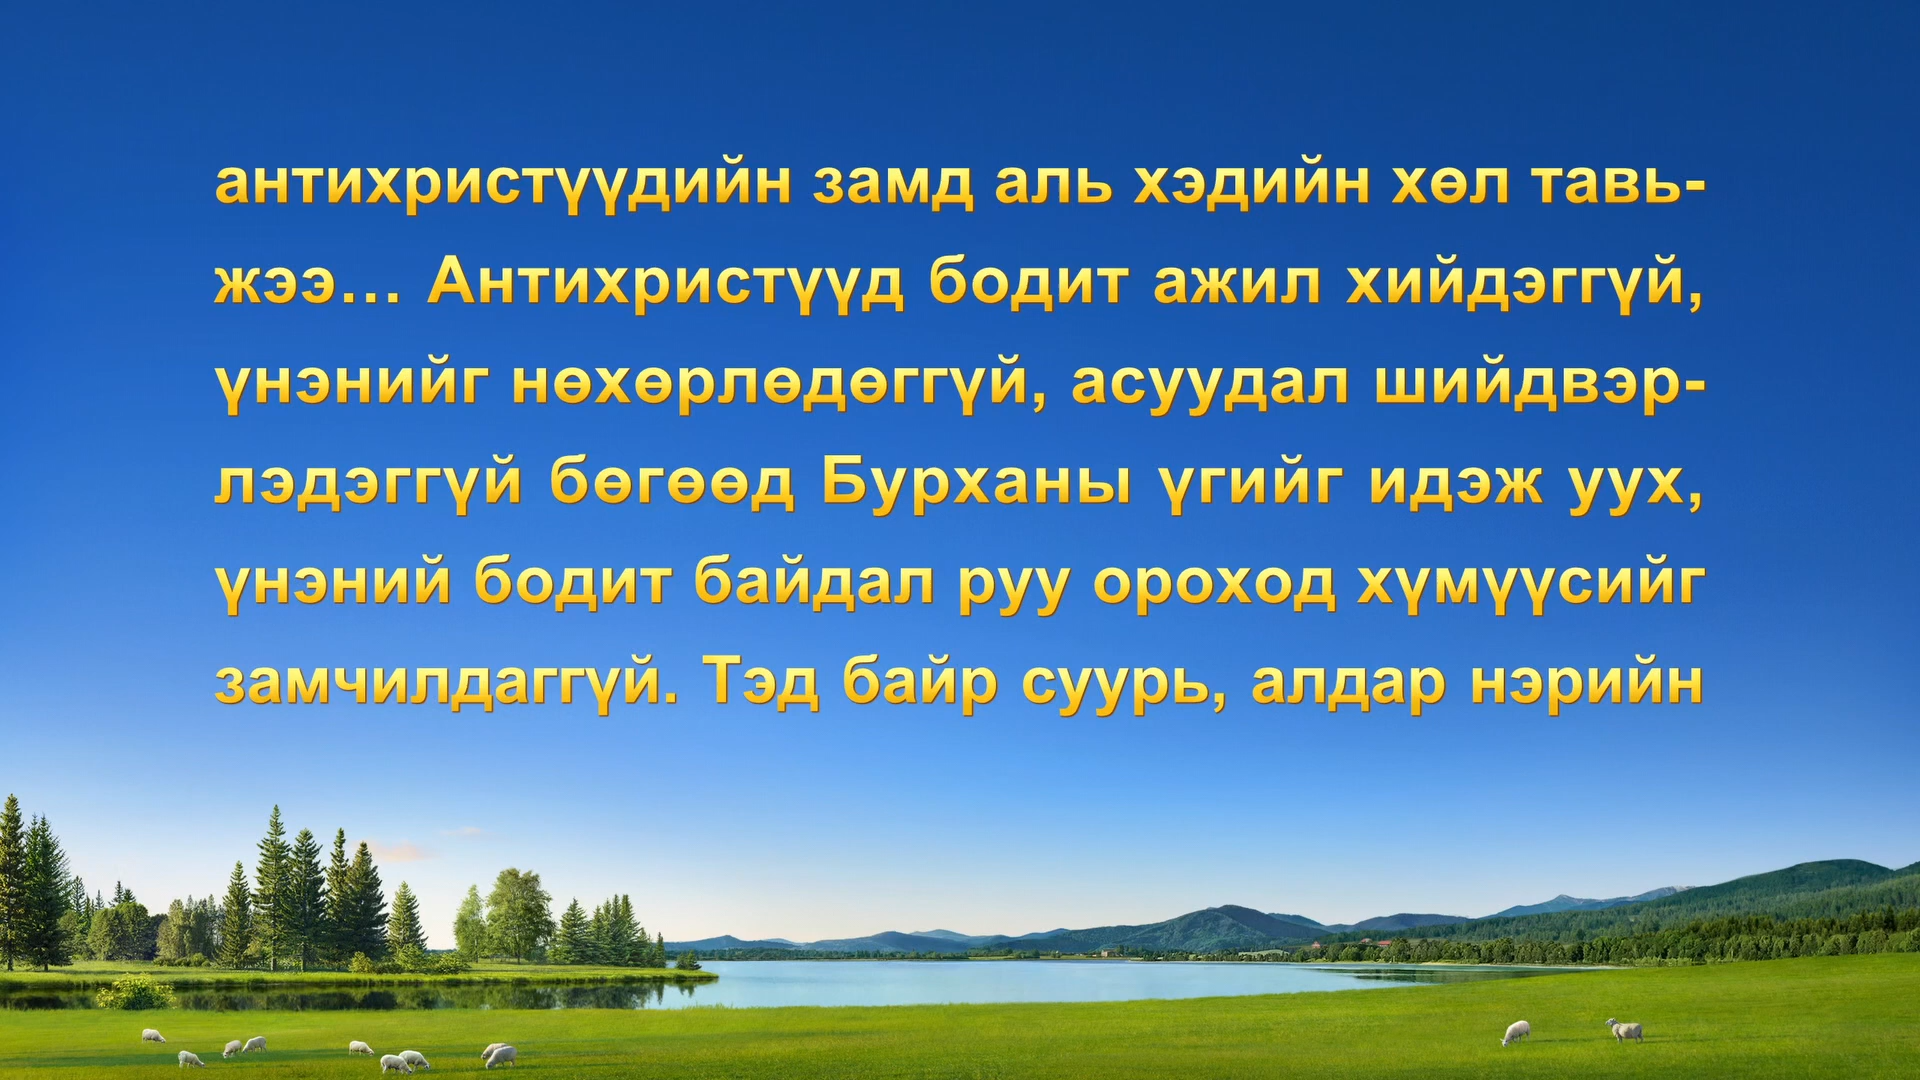 антихристүүдийн замд аль хэдийн хөл тавь-
жээ… Антихристүүд бодит ажил хийдэггүй,
үнэнийг нөхөрлөдөггүй, асуудал шийдвэр-
лэдэггүй бөгөөд Бурханы үгийг идэж уух,
үнэний бодит байдал руу ороход хүмүүсийг
замчилдаггүй. Тэд байр суурь, алдар нэрийн